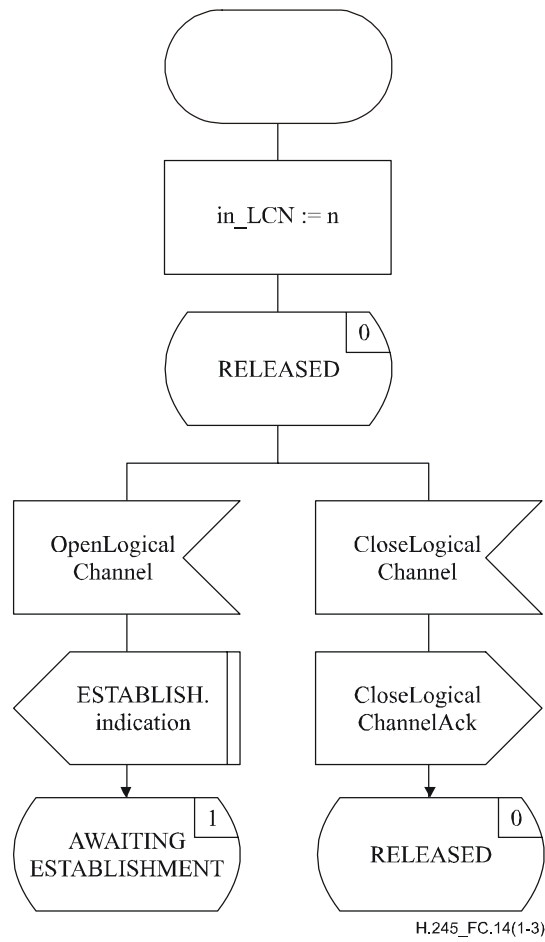 in_LCN := n
0
RELEASED
OpenLogical
Channel
CloseLogical
Channel
ESTABLISH.
indication
CloseLogical
ChannelAck
1
AWAITING
ESTABLISHMENT
0
RELEASED
H.245_FC.14(1-3)